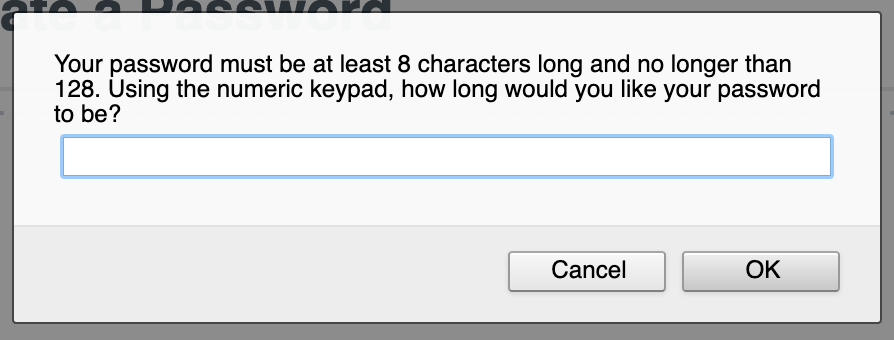 ate a Password
Your password must be at least 8 characters long and no longer than
128. Using the numeric keypad, how long would you like your password
to be?
Cancel
OK